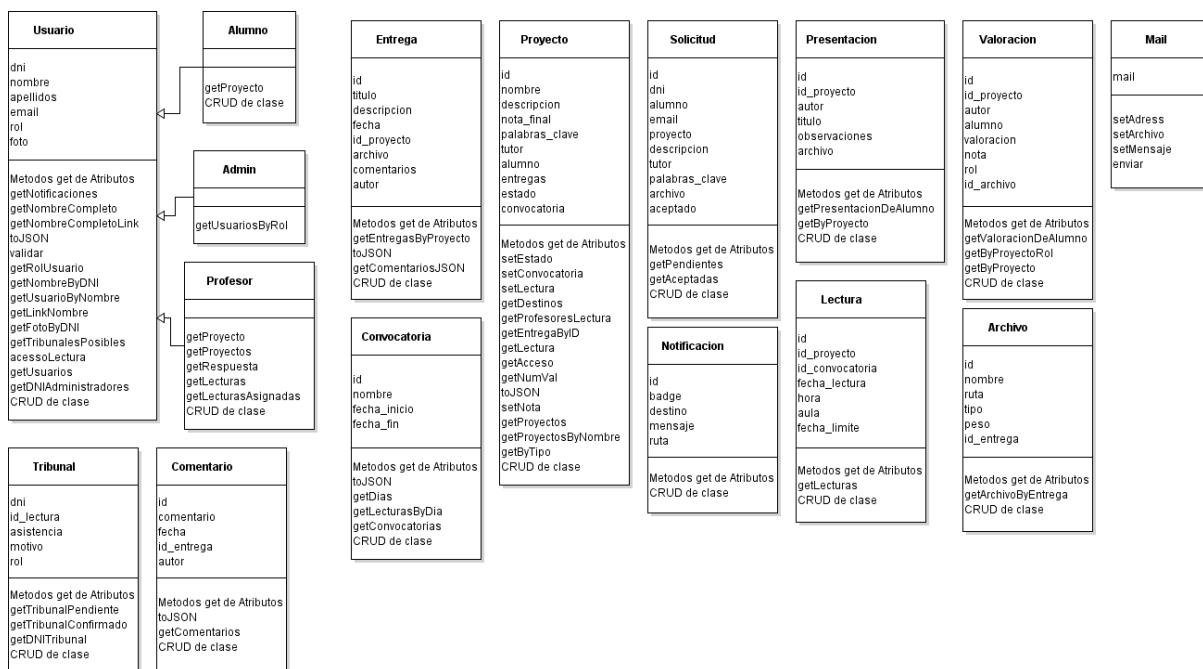 Usuario
dni
nombre
apellidos
email
rol
foto
Metodos get de Atributos
getNotificaciones
getNombreCompleto
getNombreCompletoLink
toJSON
validar
getRolUsuario
getNombreByDNI
getUsuarioByNombre
getLinkNombre
getFotoByDNI
getTribunalesPosibles
acessoLectura
getUsuarios
getDNIAdministradores
CRUD de clase
Alumno
getProyecto
CRUD de clase
Admin
getUsuariosByRol
Profesor
getProyecto
getProyectos
getRespuesta
getLecturas
getLecturasAsignadas
CRUD de clase
Tribunal
dni
id_lectura
asistencia
motivo
rol
Metodos get de Atributos
getTribunalPendiente
getTribunalConfirmado
getDNITribunal
CRUD de clase
Comentario
id
comentario
fecha
id_entrega
autor
Metodos get de Atributos
toJSON
getComentarios
CRUD de clase
Entrega
id
titulo
descripcion
fecha
id_proyecto
archivo
comentarios
autor
Metodos get de Atributos
getEntregasByProyecto
toJSON
getComentariosJSON
CRUD de clase
Convocatoria
id
nombre
fecha_inicio
fecha_fin
Metodos get de Atributos
toJSON
getDias
getLecturasByDia
getConvocatorias
CRUD de clase
Proyecto
id
nombre
descripcion
nota_final
palabras_clave
tutor
alumno
entregas
estado
convocatoria
Metodos get de Atributos
setEstado
setConvocatoria
setLectura
getDestinos
getProfesoresLectura
getEntregaByID
getLectura
getAcceso
getNumVal
toJSON
setNota
getProyectos
getProyectosByNombre
getByTipo
CRUD de clase
Solicitud
id
dni
alumno
email
proyecto
descripcion
tutor
palabras_clave
archivo
aceptado
Metodos get de Atributos
getPendientes
getAceptadas
CRUD de clase
Notificacion
id
badge
destino
mensaje
ruta
Metodos get de Atributos
CRUD de clase
Presentacion
id
id_proyecto
autor
titulo
observaciones
archivo
Metodos get de Atributos
getPresentacionDeAlumno
getByProyecto
CRUD de clase
Lectura
id
id_proyecto
id_convocatoria
fecha_lectura
hora
aula
fecha_limite
Metodos get de Atributos
getLecturas
CRUD de clase
Valoracion
id
id_proyecto
autor
alumno
valoracion
nota
rol
id_archivo
Metodos get de Atributos
getValoracionDeAlumno
getByProyectoRol
getByProyecto
CRUD de clase
Archivo
id
nombre
ruta
tipo
peso
id_entrega
Metodos get de Atributos
getArchivoByEntrega
CRUD de clase
Mail
mail
setAdress
setArchivo
setMensaje
enviar